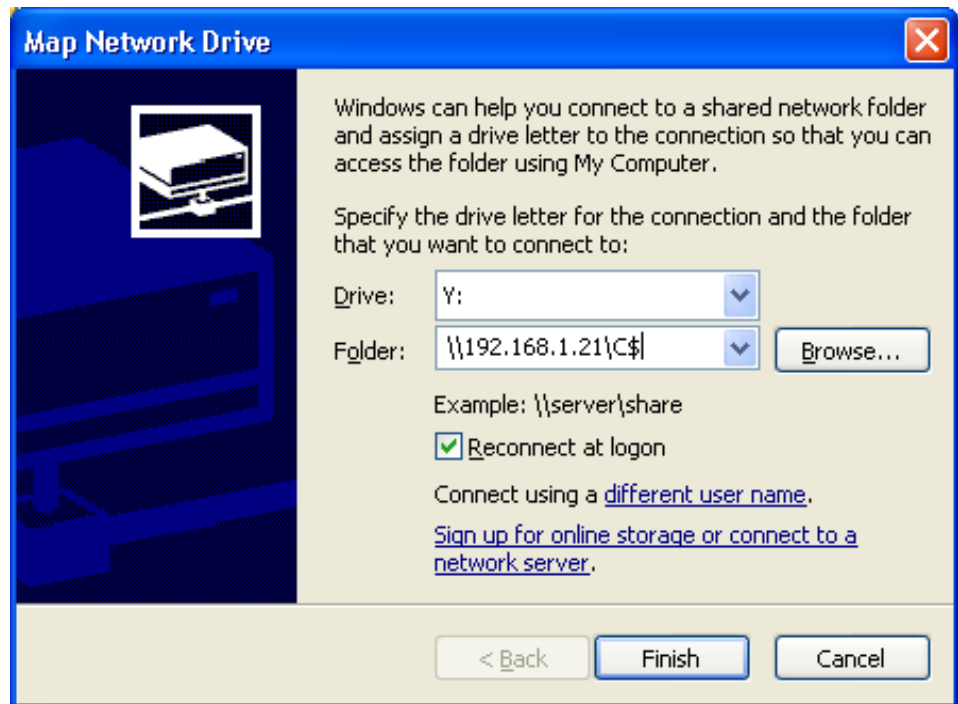 Map Network Drive
Windows can help you connect to a shared network folder
and assign a drive letter to the connection so that you can
access the folder using My Computer.
Specify the drive letter for the connection and the folder
that you want to connect to:
Drive: Y:
Folder: \\192.168.1.21\C$ Browse...
Example: \\server\share
Reconnect at logon
Connect using a different user name.
Sign up for online storage or connect to a
network server.
< Back Finish Cancel